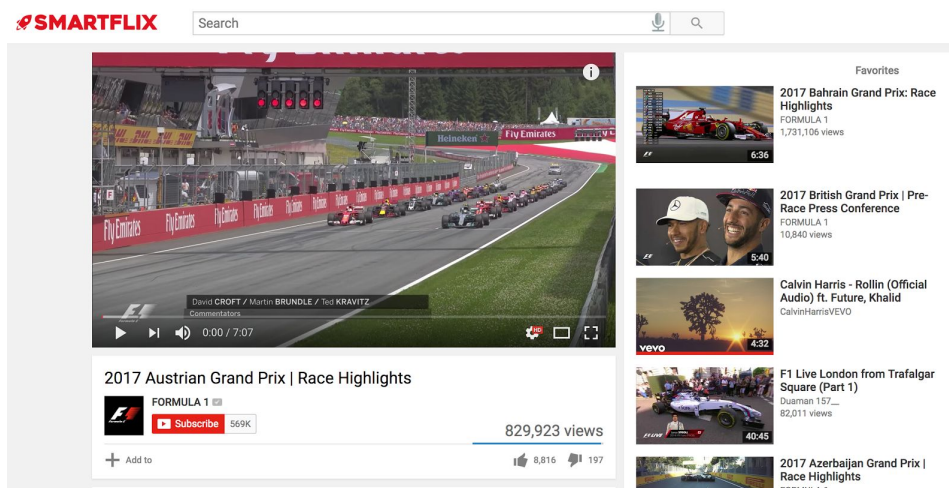 SMARTFLIX
Search
Fly Emirates
Heineken
Fly Emirates
Fly Emirates
Fly Emirates
Fly Emirates
Fly Emirates
Fly Emirates
David CROFT / Martin BRUNDLE / Ted KRAVITZ
Commentators
0:00 / 7:07
HD
2017 Austrian Grand Prix | Race Highlights
FORMULA 1
Subscribe 569K
829,923 views
Add to
8,816 197
Favorites
2017 Bahrain Grand Prix: Race
Highlights
FORMULA 1
1,731,106 views
6:36
2017 British Grand Prix | Pre-
Race Press Conference
FORMULA 1
10,840 views
5:40
Calvin Harris - Rollin (Official
Audio) ft. Future, Khalid
CalvinHarrisVEVO
vevo
4:32
F1 Live London from Trafalgar
Square (Part 1)
Duaman 157__
82,011 views
40:45
2017 Azerbaijan Grand Prix |
Race Highlights